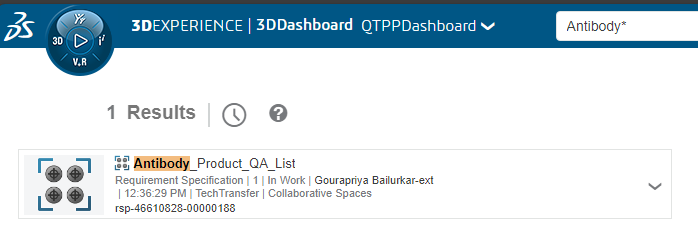 3DEXPERIENCE | 3DDashboard QTPPDashboard
Antibody*
3D
V.R
1 Results
?
Antibody_Product_QA_List
Requirement Specification | 1 | In Work | Gourapriya Bailurkar-ext
| 12:36:29 PM | TechTransfer | Collaborative Spaces
rsp-46610828-00000188